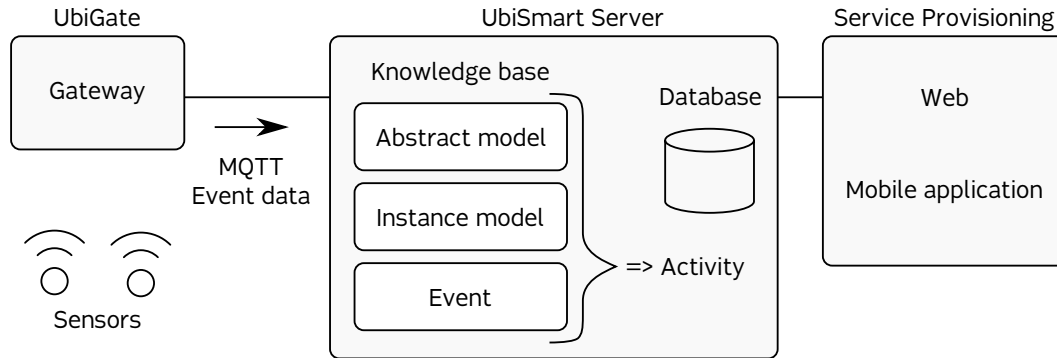 UbiGate
Gateway
MQTT
Event data
Sensors
UbiSmart Server
Knowledge base
Abstract model
Instance model
Event
=> Activity
Database
Service Provisioning
Web
Mobile application